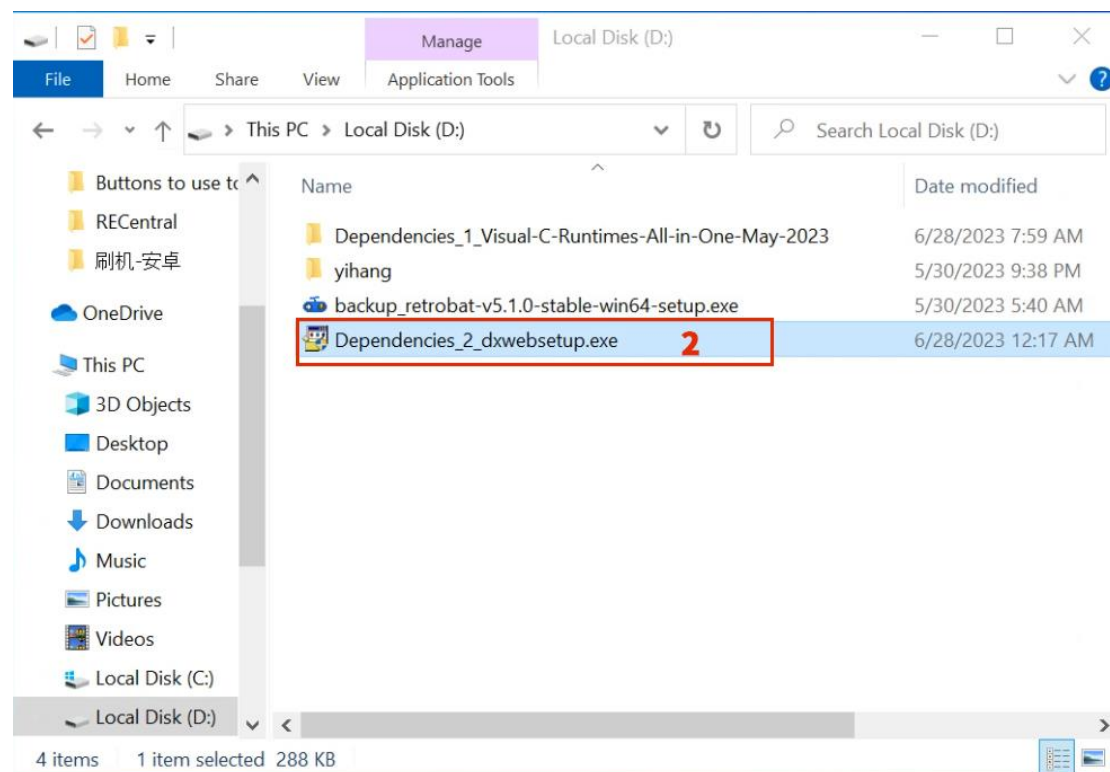 Manage Local Disk (D:)
File Home Share View Application Tools
This PC > Local Disk (D:) Search Local Disk (D:)
Name Date modified
Buttons to use to
RECentral
刷机-安卓
OneDrive
This PC
3D Objects
Desktop
Documents
Downloads
Music
Pictures
Videos
Local Disk (C:)
Local Disk (D:)
Dependencies_1_Visual-C-Runtimes-All-in-One-May-2023 6/28/2023 7:59 AM
yihang 5/30/2023 9:38 PM
backup_retrobat-v5.1.0-stable-win64-setup.exe 5/30/2023 5:40 AM
Dependencies_2_dxwebsetup.exe 2 6/28/2023 12:17 AM
4 items 1 item selected 288 KB